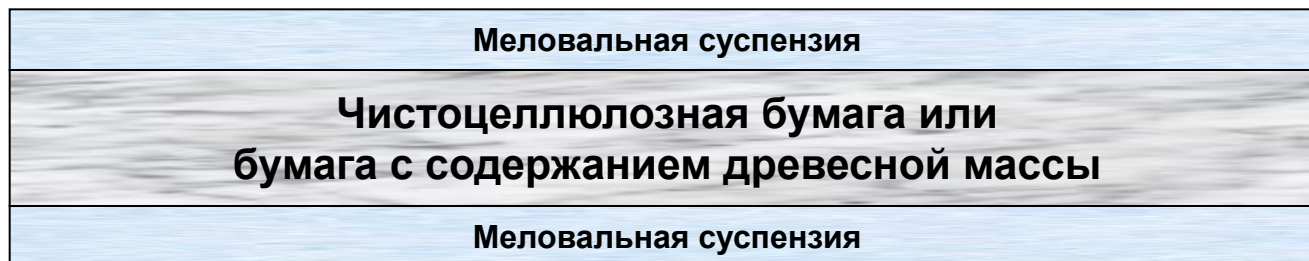 Меловальная суспензия
Чистоцеллюлозная бумага или
бумага с содержанием древесной массы
Меловальная суспензия